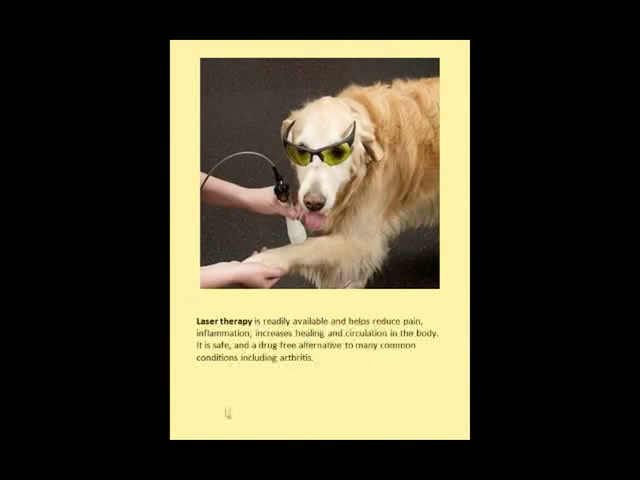 Laser therapy is readily available and helps reduce pain,
inflammation, increases healing and circulation in the body.
It is safe, and a drug free alternative to many common
conditions including arthritis.